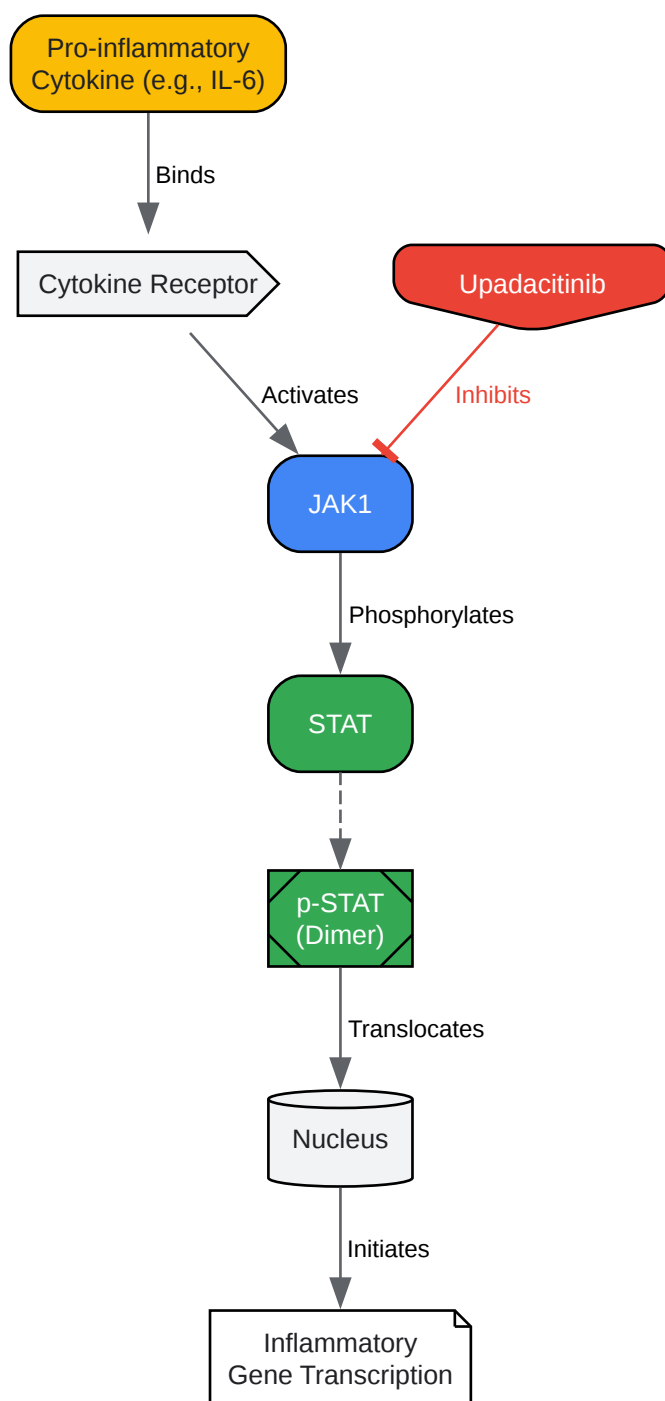 Pro-inflammatory
Cytokine (e.g., IL-6)
Binds
Cytokine Receptor
Upadacitinib
Activates
Inhibits
JAK1
Phosphorylates
STAT
p-STAT
(Dimer)
Translocates
Nucleus
Initiates
Inflammatory
Gene Transcription